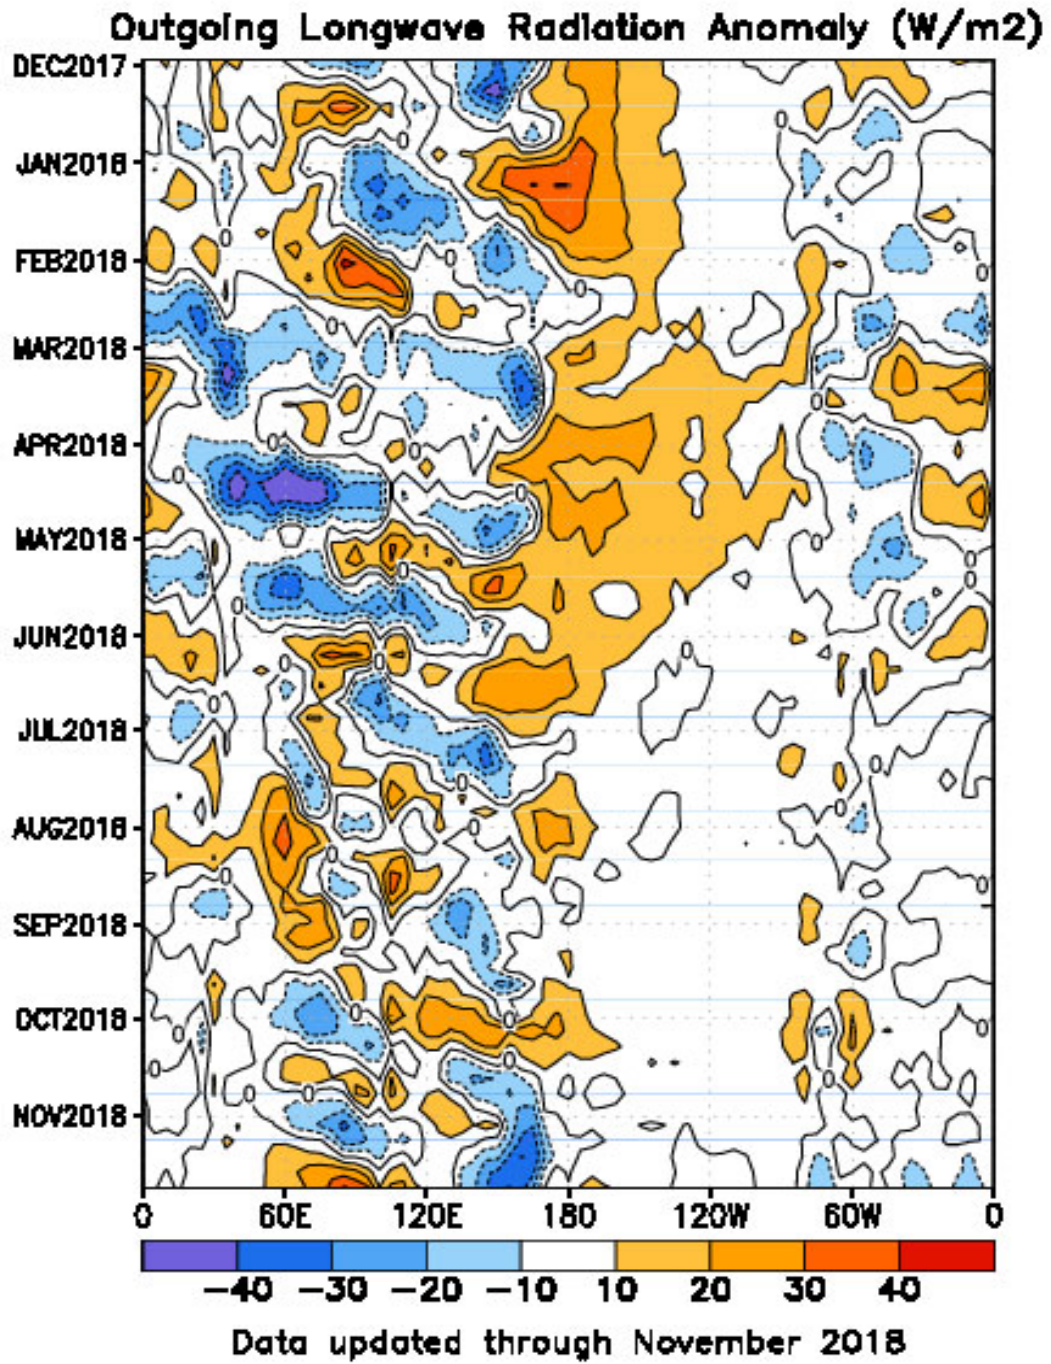 Outgoing Longwave Radiation Anomaly (W/m2)
DEC2017
JAN2018
FEB2018
MAR2018
APR2018
MAY2018
JUN2018
JUL2018
AUG2018
SEP2018
OCT2018
NOV2018
0 60E 120E 180 120W 60W 0
-40 -30 -20 -10 10 20 30 40
Data updated through November 2018